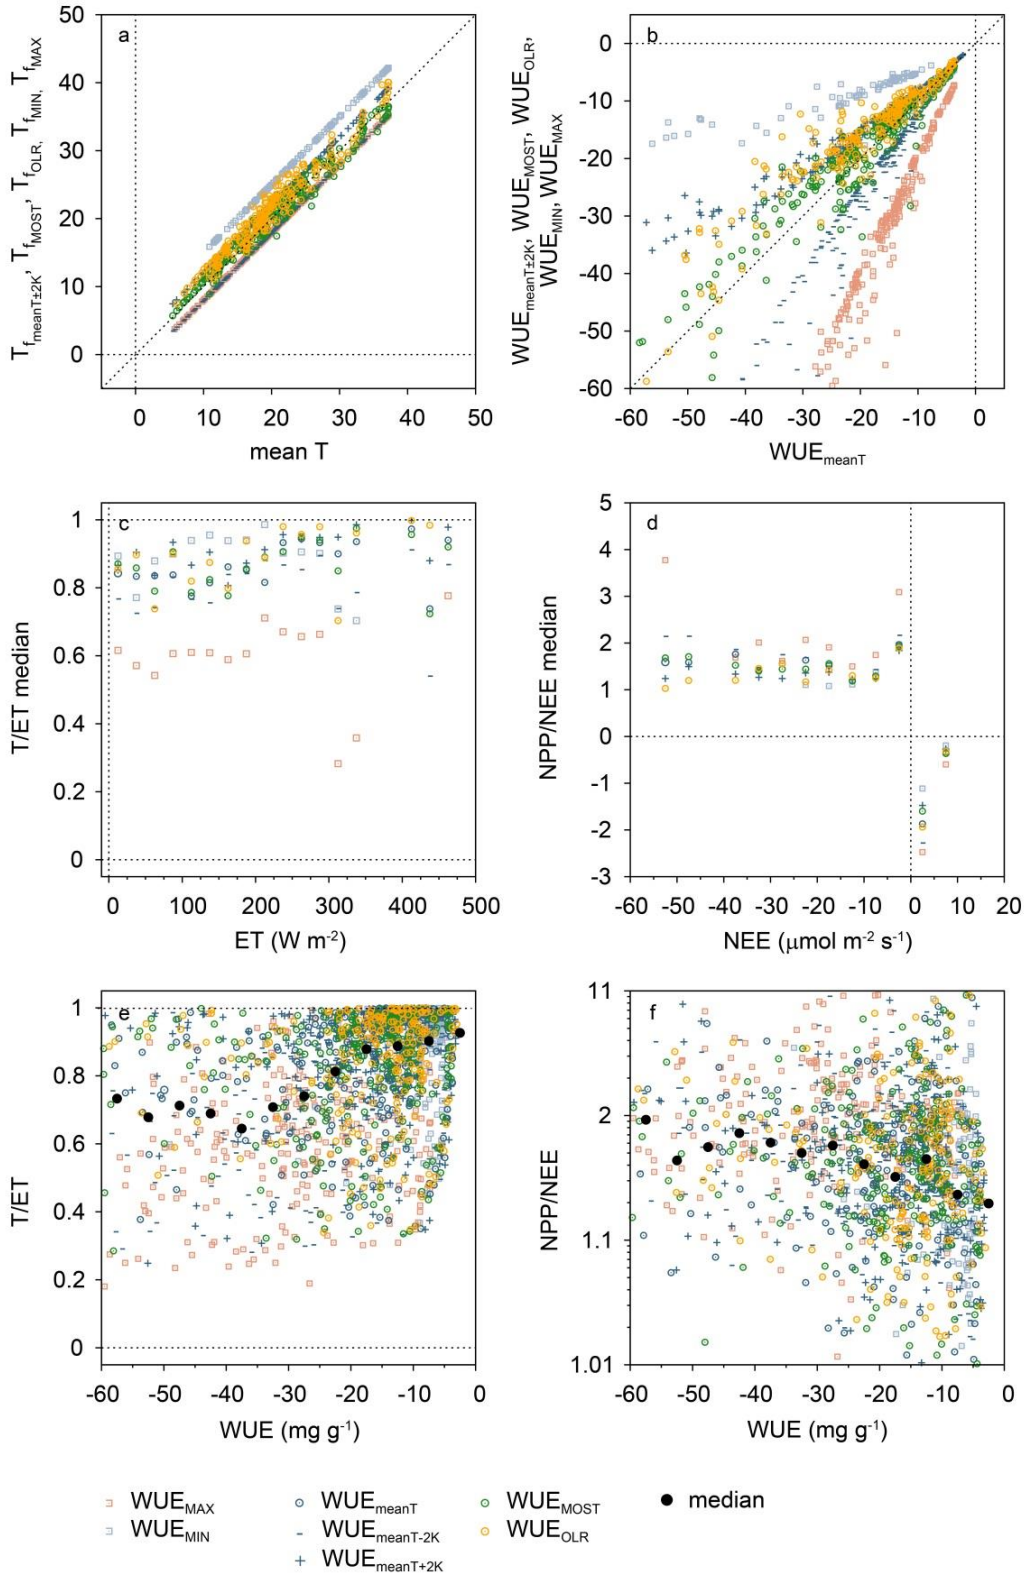 a
50
40
30
20
10
0
0 10 20 30 40 50
mean T
T_fmeanT±2K, T_fMOST, T_fOLR, T_fMIN, T_fMAX
b
0
-10
-20
-30
-40
-50
-60
-60 -50 -40 -30 -20 -10 0
WUE_meanT
WUE_meanT±2K, WUE_MOST, WUE_OLR,
WUE_MIN, WUE_MAX
c
1
0.8
0.6
0.4
0.2
0
0 100 200 300 400 500
ET (W m⁻²)
T/ET median
d
5
4
3
2
1
0
-1
-2
-3
-60 -50 -40 -30 -20 -10 0 10 20
NEE (μmol m⁻² s⁻¹)
NPP/NEE median
e
1
0.8
0.6
0.4
0.2
0
-60 -50 -40 -30 -20 -10 0
WUE (mg g⁻¹)
T/ET
f
11
2
1.1
1.01
-60 -50 -40 -30 -20 -10 0
WUE (mg g⁻¹)
NPP/NEE
WUE_MAX WUE_meanT WUE_MOST median
WUE_MIN WUE_meanT-2K WUE_OLR
WUE_meanT+2K